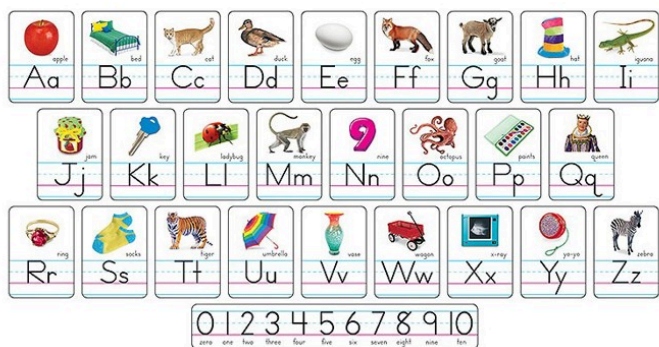 apple bed cat duck egg fox goat hat iguana
Aa Bb Cc Dd Ee Ff Gg Hh Ii
jam key ladybug monkey nine octopus paints queen
Jj Kk Ll Mm Nn Oo Pp Qq
ring socks tiger umbrella vase wagon x-ray yo-yo zebra
Rr Ss Tt Uu Vv Ww Xx Yy Zz
0 1 2 3 4 5 6 7 8 9 10
zero one two three four five six seven eight nine ten